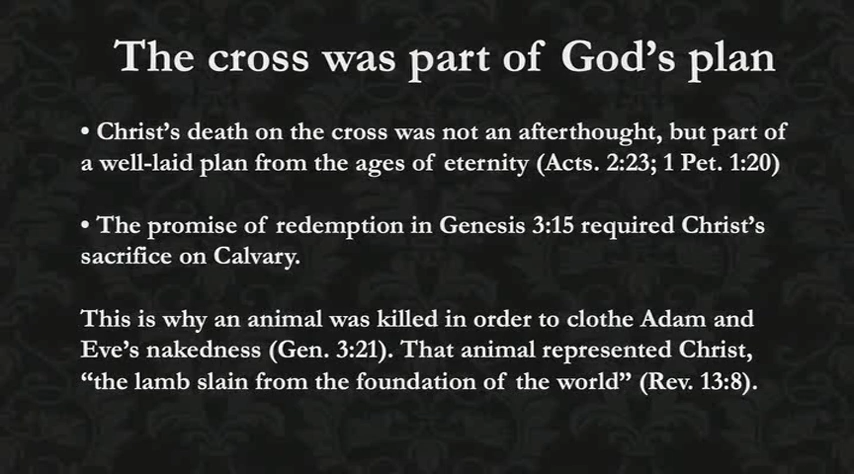 The cross was part of God's plan
• Christ's death on the cross was not an afterthought, but part of
a well-laid plan from the ages of eternity (Acts. 2:23; 1 Pet. 1:20)
• The promise of redemption in Genesis 3:15 required Christ's
sacrifice on Calvary.
This is why an animal was killed in order to clothe Adam and
Eve's nakedness (Gen. 3:21). That animal represented Christ,
“the lamb slain from the foundation of the world” (Rev. 13:8).